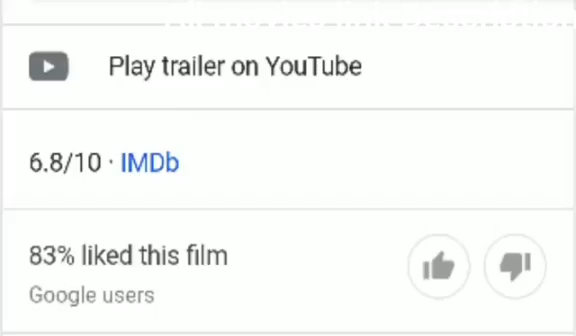 Play trailer on YouTube
6.8/10 · IMDb
83% liked this film
Google users